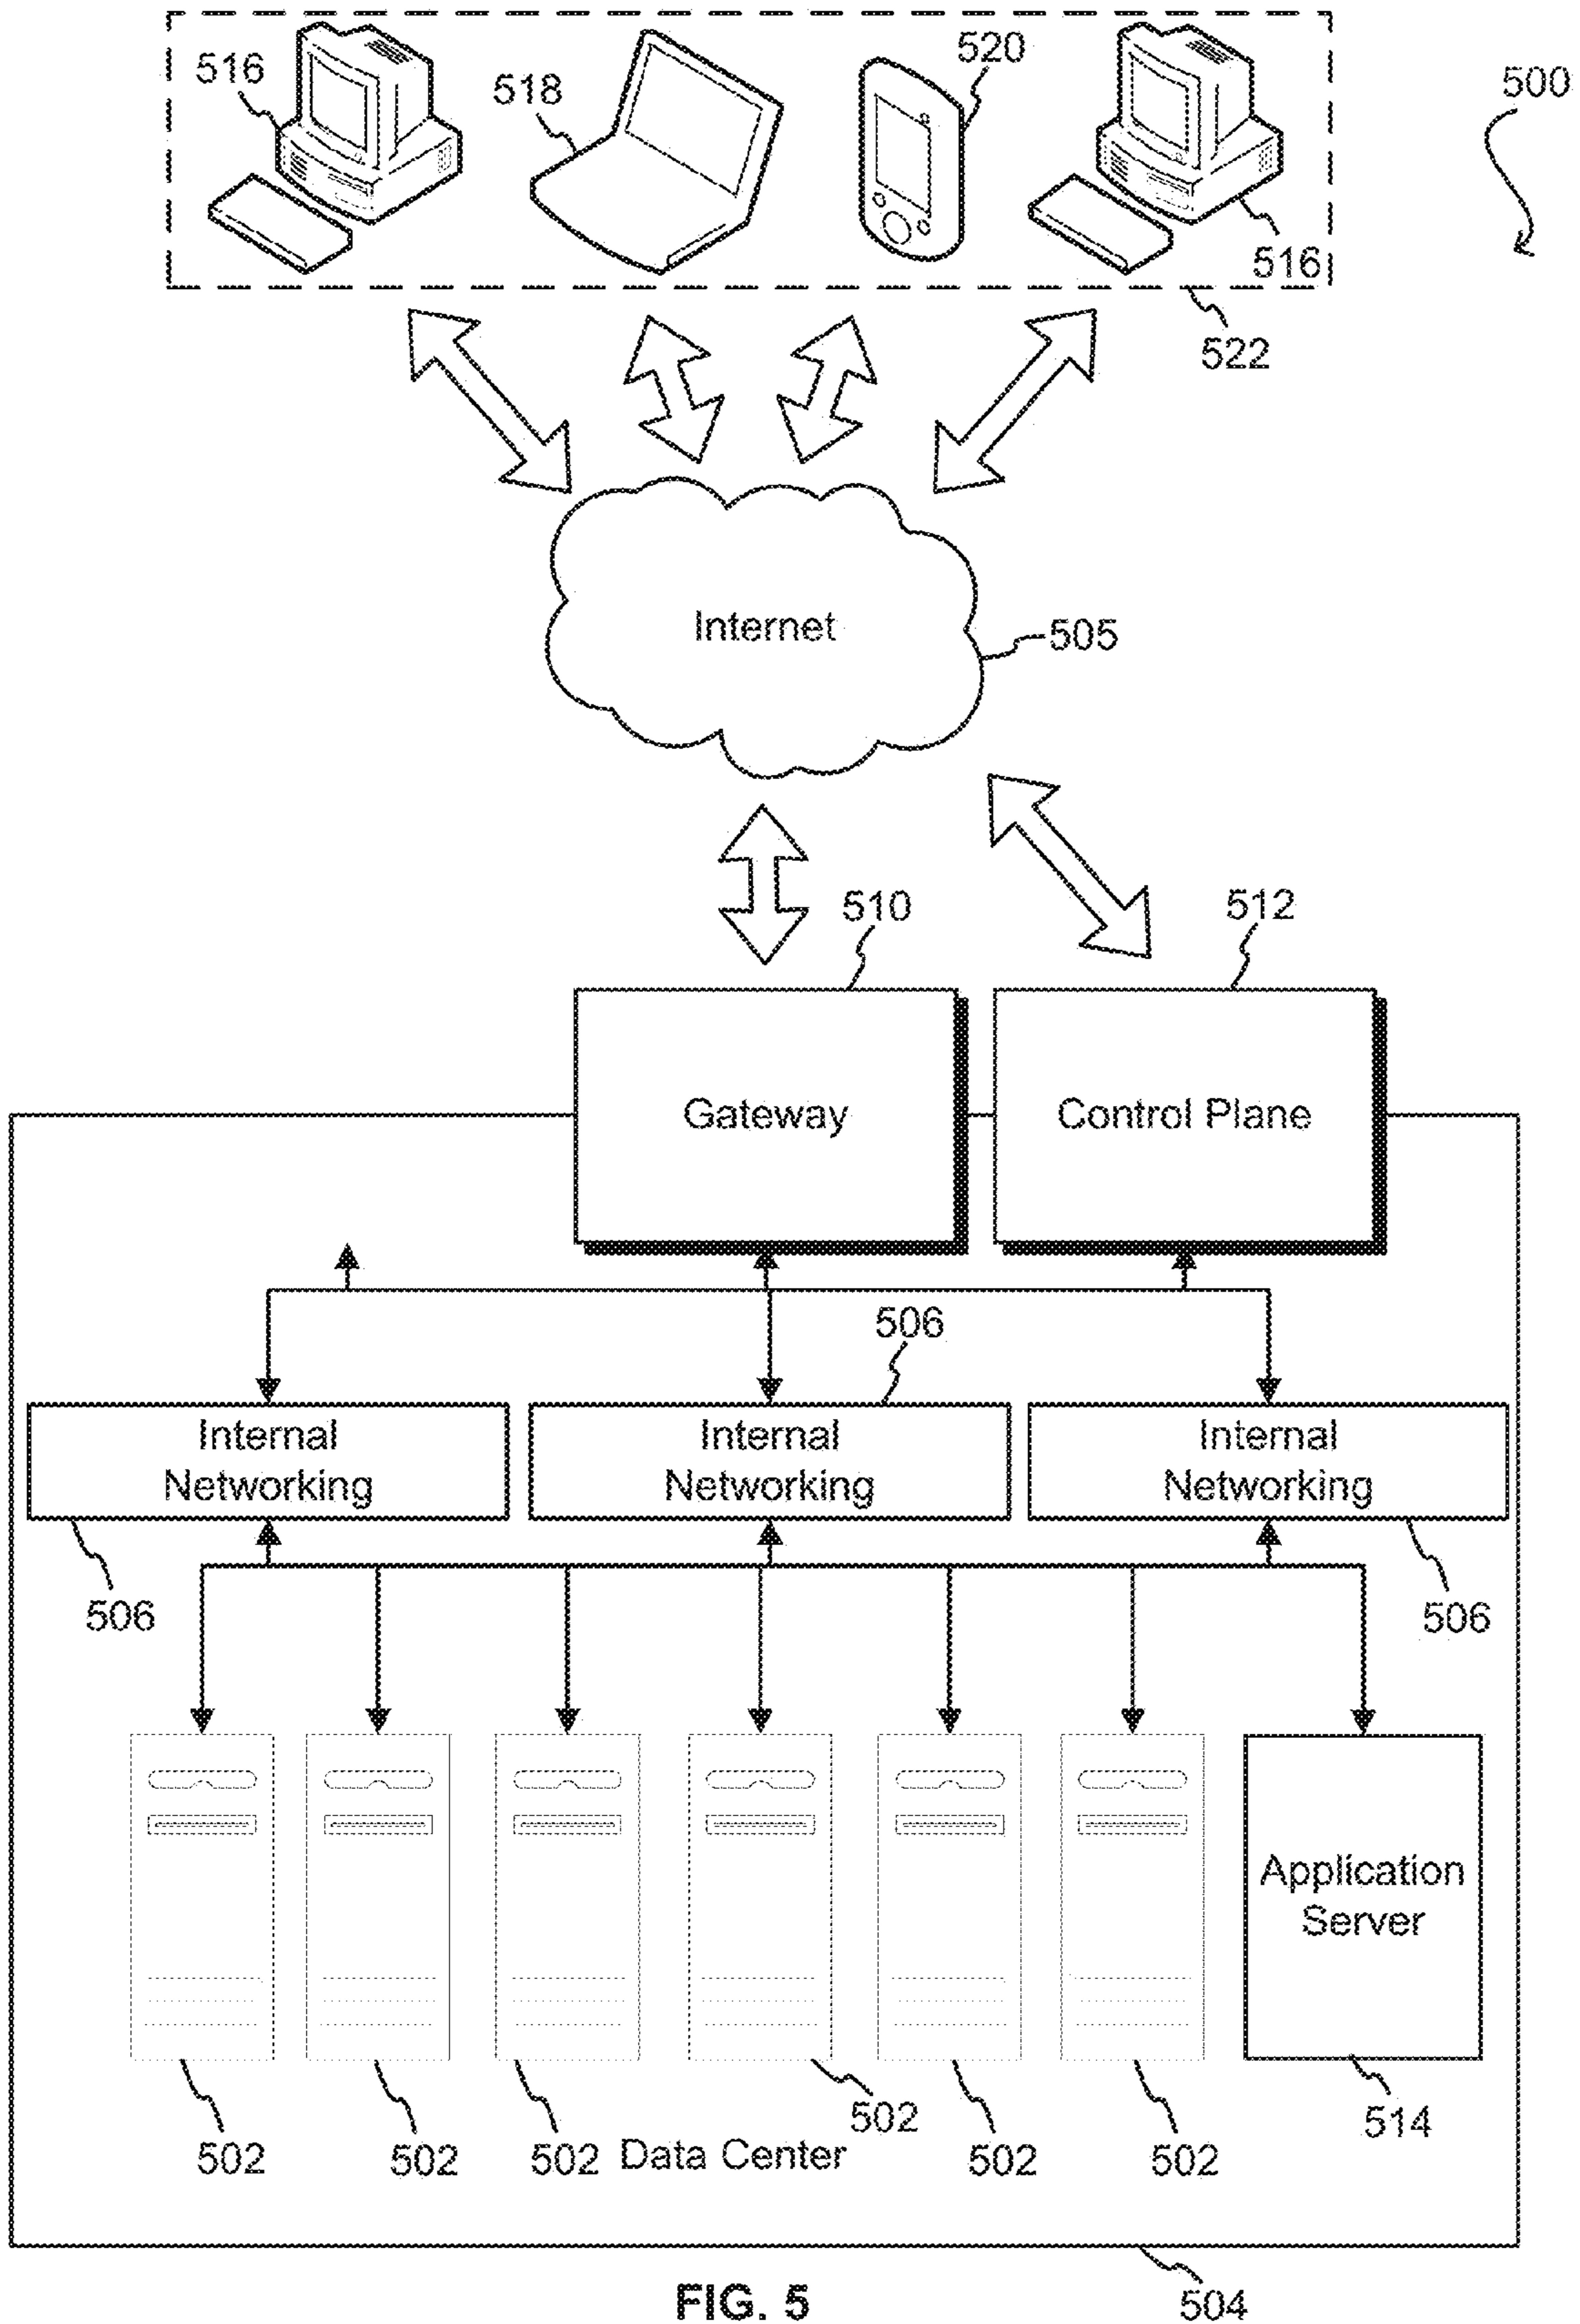 516
518
520
500
516
522
Internet
505
510
512
Gateway
Control Plane
506
Internal
Networking
Internal
Networking
Internal
Networking
506
506
Application
Server
502
514
502
502
502 Data Center
502
502
504
FIG. 5